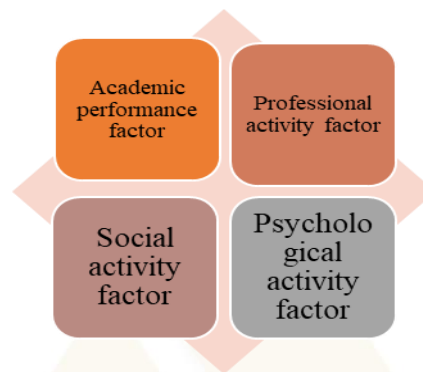 Academic
performance
factor
Professional
activity factor
Social
activity
factor
Psycholo
gical
activity
factor